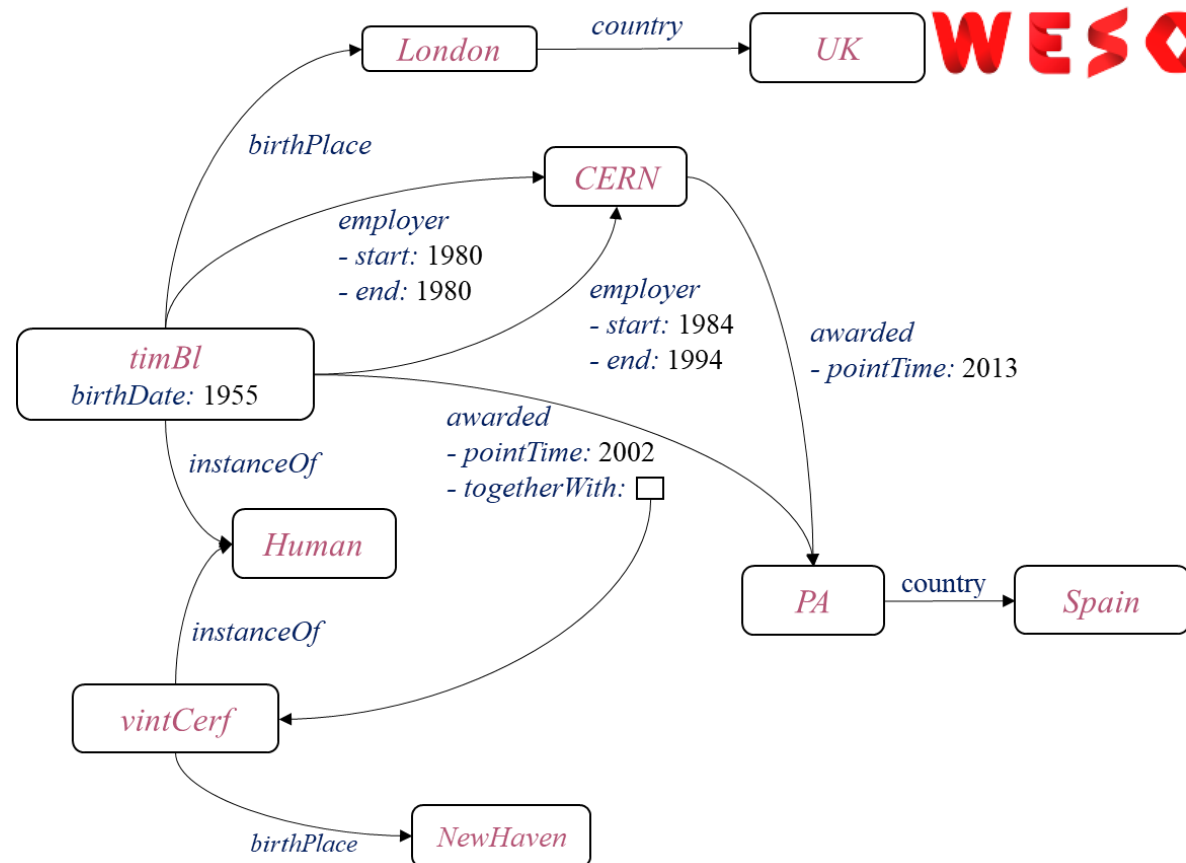 London
country
UK
WESO
birthPlace
CERN
employer
- start: 1980
- end: 1980
employer
- start: 1984
- end: 1994
timBl
birthDate: 1955
awarded
- pointTime: 2013
awarded
- pointTime: 2002
- togetherWith:
instanceOf
Human
PA
country
Spain
instanceOf
vintCerf
birthPlace
NewHaven